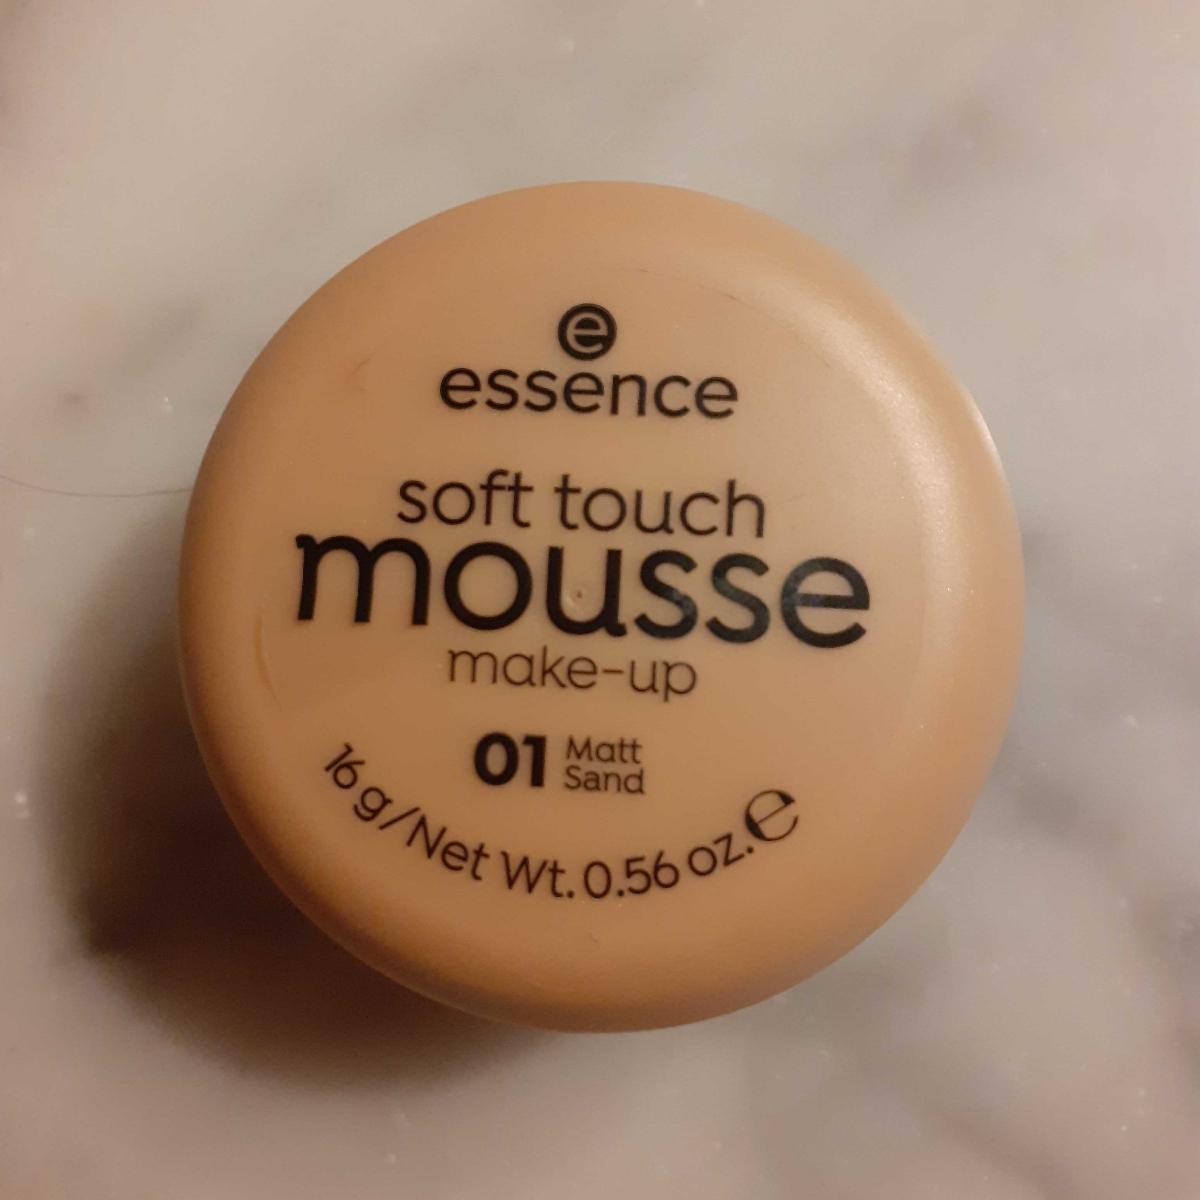 e
essence
soft touch
mousse
make-up
01 Matt
Sand
16 g/Net Wt. 0.56 oz. ℮